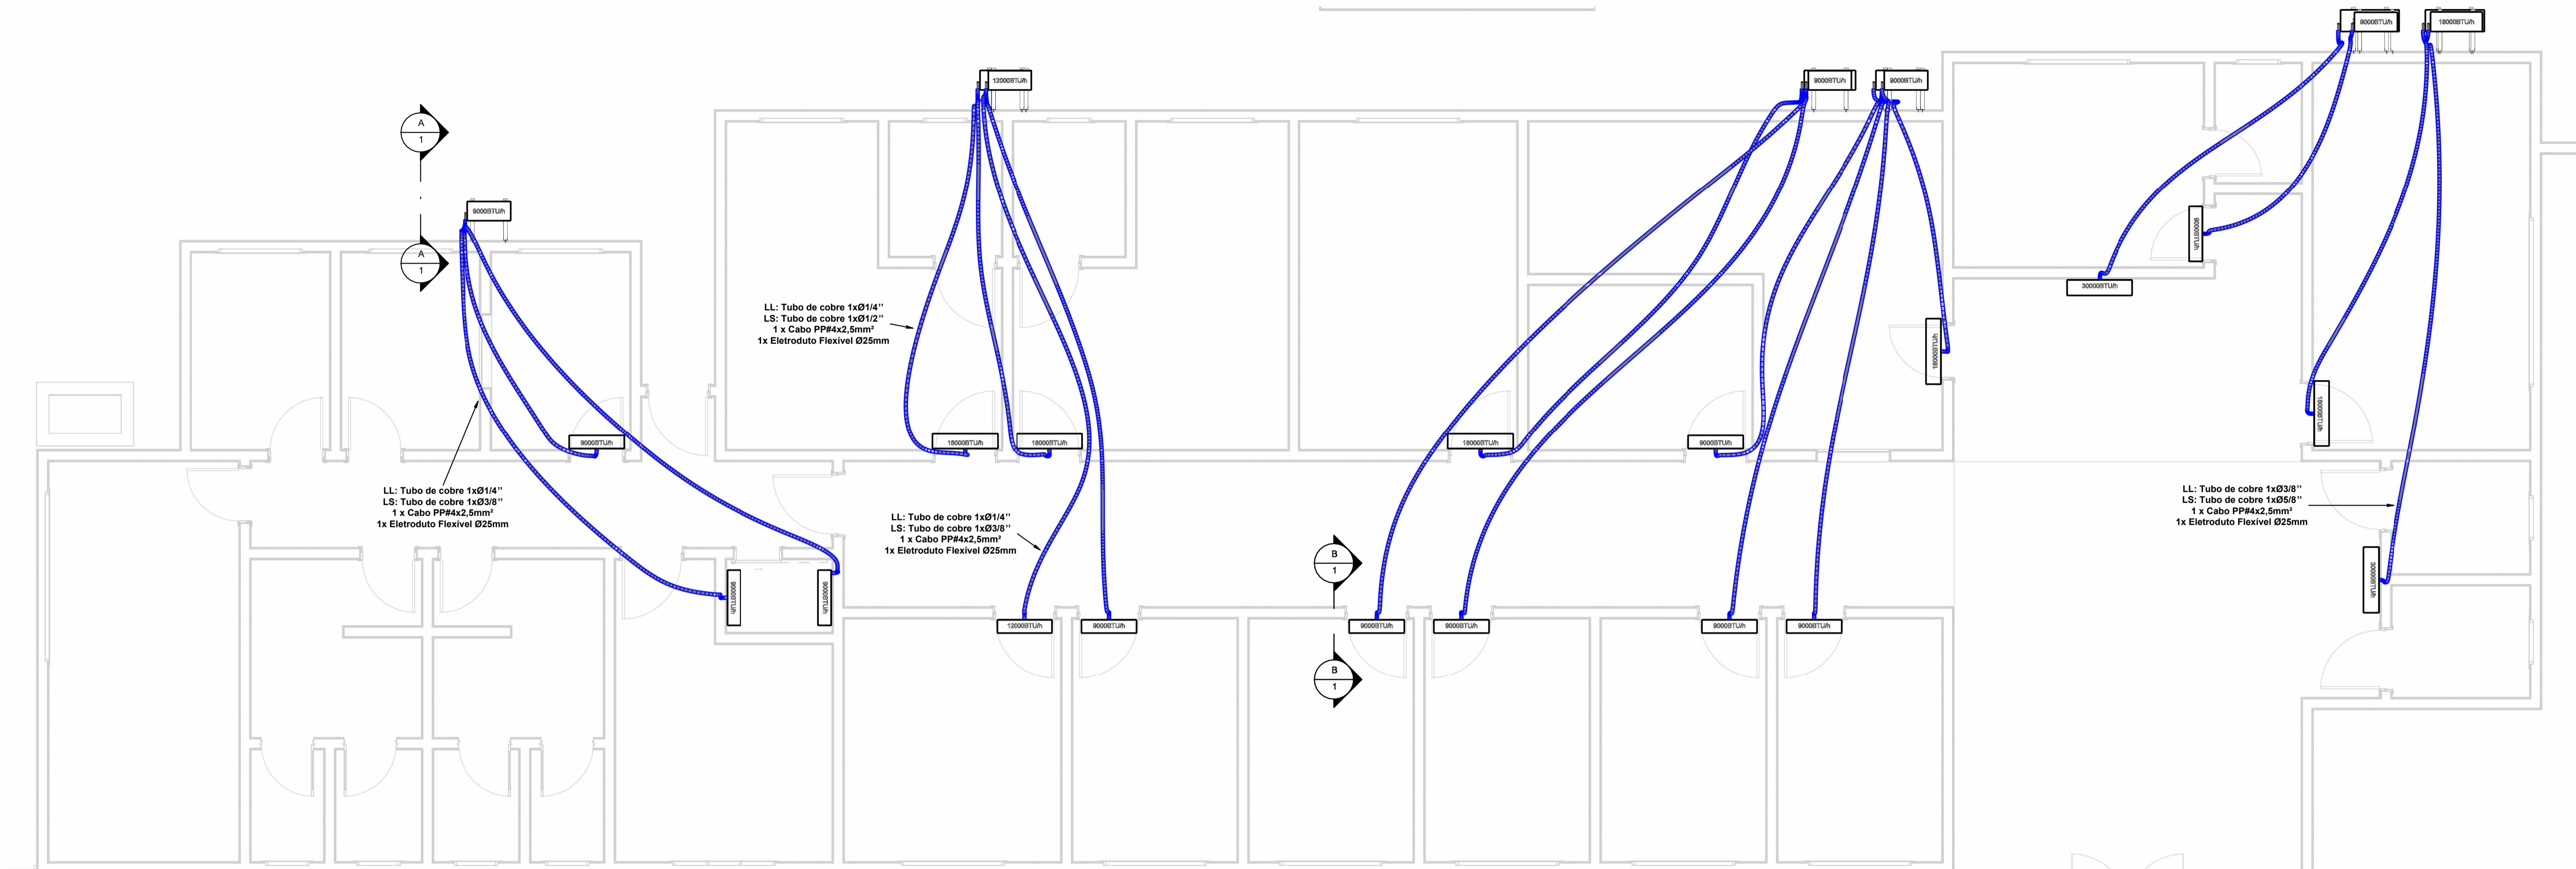 9000BTU/h
18000BTU/h
12000BTU/h
9000BTU/h
9000BTU/h
A
1
9000BTU/h
9000BTU/h
A
1
30000BTU/h
LL: Tubo de cobre 1xØ1/4''
LS: Tubo de cobre 1xØ1/2''
1 x Cabo PP#4x2,5mm²
1x Eletroduto Flexível Ø25mm
18000BTU/h
18000BTU/h
9000BTU/h
18000BTU/h
18000BTU/h
18000BTU/h
9000BTU/h
LL: Tubo de cobre 1xØ1/4''
LS: Tubo de cobre 1xØ3/8''
1 x Cabo PP#4x2,5mm²
1x Eletroduto Flexível Ø25mm
LL: Tubo de cobre 1xØ3/8''
LS: Tubo de cobre 1xØ5/8''
1 x Cabo PP#4x2,5mm²
1x Eletroduto Flexível Ø25mm
LL: Tubo de cobre 1xØ1/4''
LS: Tubo de cobre 1xØ3/8''
1 x Cabo PP#4x2,5mm²
1x Eletroduto Flexível Ø25mm
B
1
9000BTU/h
9000BTU/h
30000BTU/h
12000BTU/h
9000BTU/h
9000BTU/h
9000BTU/h
9000BTU/h
9000BTU/h
B
1